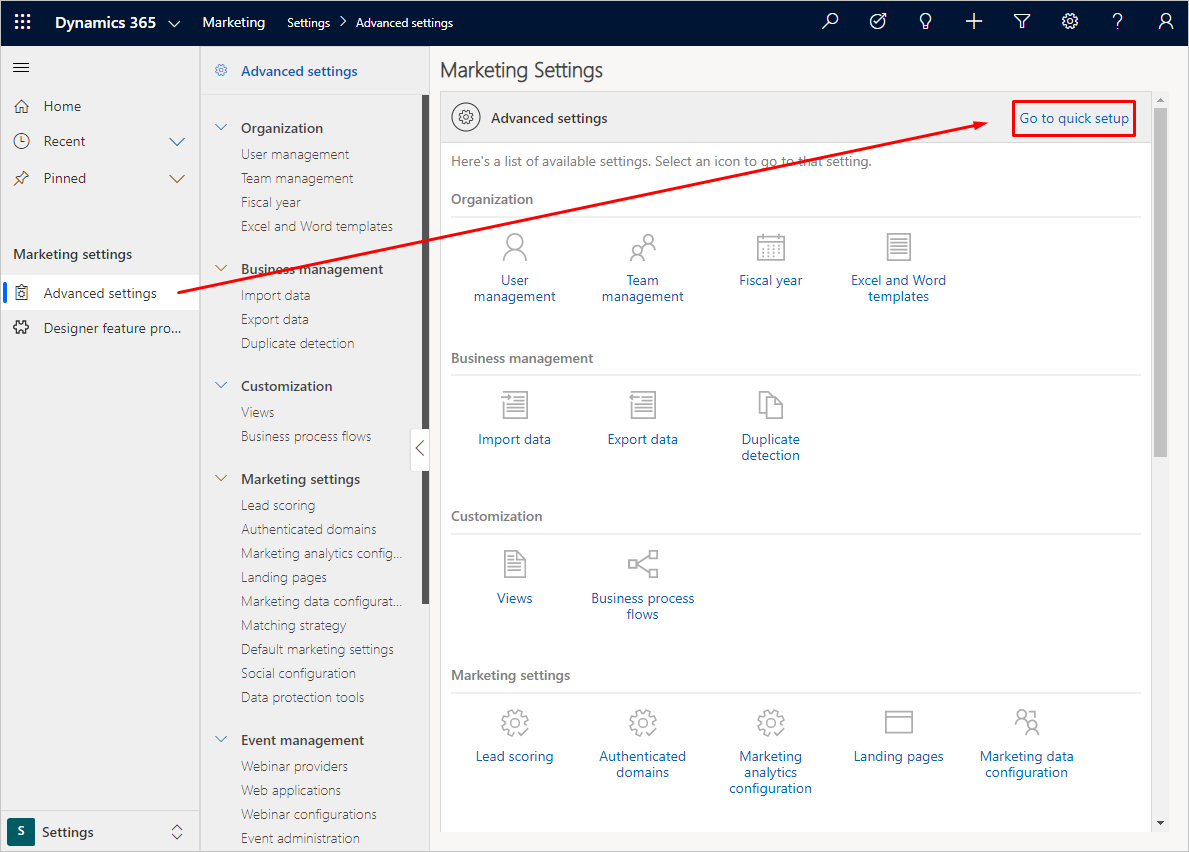 Dynamics 365
Marketing
Settings > Advanced settings
Home
Recent
Pinned
Marketing settings
Advanced settings
Designer feature pro...
S
Settings
Advanced settings
Organization
User management
Team management
Fiscal year
Excel and Word templates
Business management
Import data
Export data
Duplicate detection
Customization
Views
Business process flows
Marketing settings
Lead scoring
Authenticated domains
Marketing analytics config...
Landing pages
Marketing data configurat...
Matching strategy
Default marketing settings
Social configuration
Data protection tools
Event management
Webinar providers
Web applications
Webinar configurations
Event administration
Marketing Settings
Advanced settings
Go to quick setup
Here's a list of available settings. Select an icon to go to that setting.
Organization
User
management
Team
management
Fiscal year
Excel and Word
templates
Business management
Import data
Export data
Duplicate
detection
Customization
Views
Business process
flows
Marketing settings
Lead scoring
Authenticated
domains
Marketing
analytics
configuration
Landing pages
Marketing data
configuration